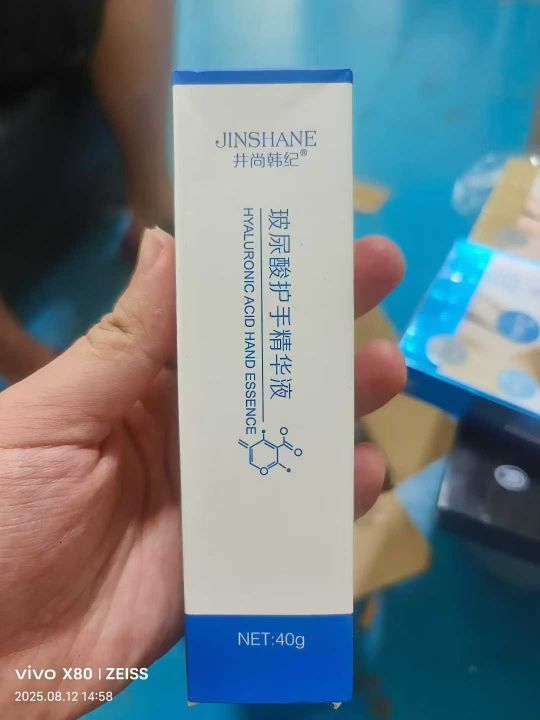 JINSHANE
井尚韩纪®
玻尿酸护手精华液
HYALURONIC ACID HAND ESSENCE
NET:40g
vivo X80 | ZEISS
2025.08.12 14:58